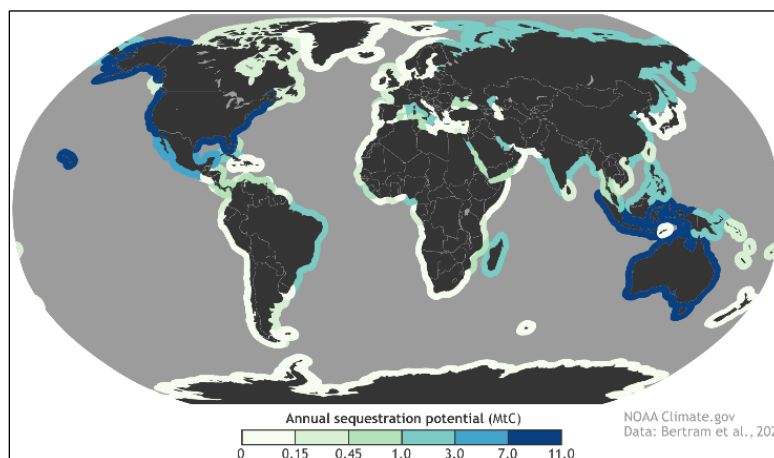 Annual sequestration potential (MtC)
0 0.15 0.45 1.0 3.0 7.0 11.0
NOAA Climate.gov
Data: Bertram et al., 202